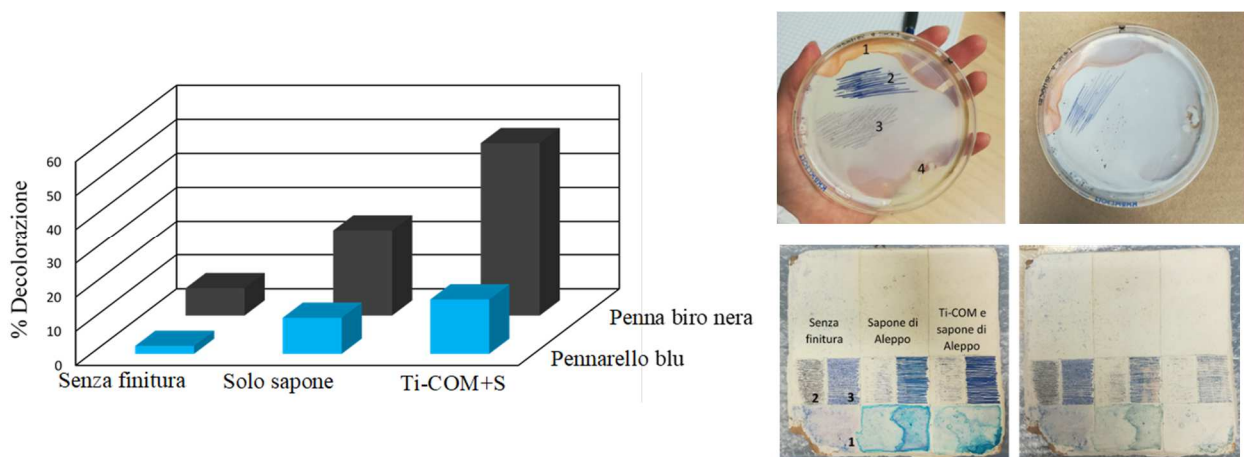 % Decolorazione
60
50
40
30
20
10
0
Senza finitura
Solo sapone
Ti-COM+S
Penna biro nera
Pennarello blu
1
2
3
4
Senza
finitura
Sapone di
Aleppo
Ti-COM e
sapone di
Aleppo
2
3
1